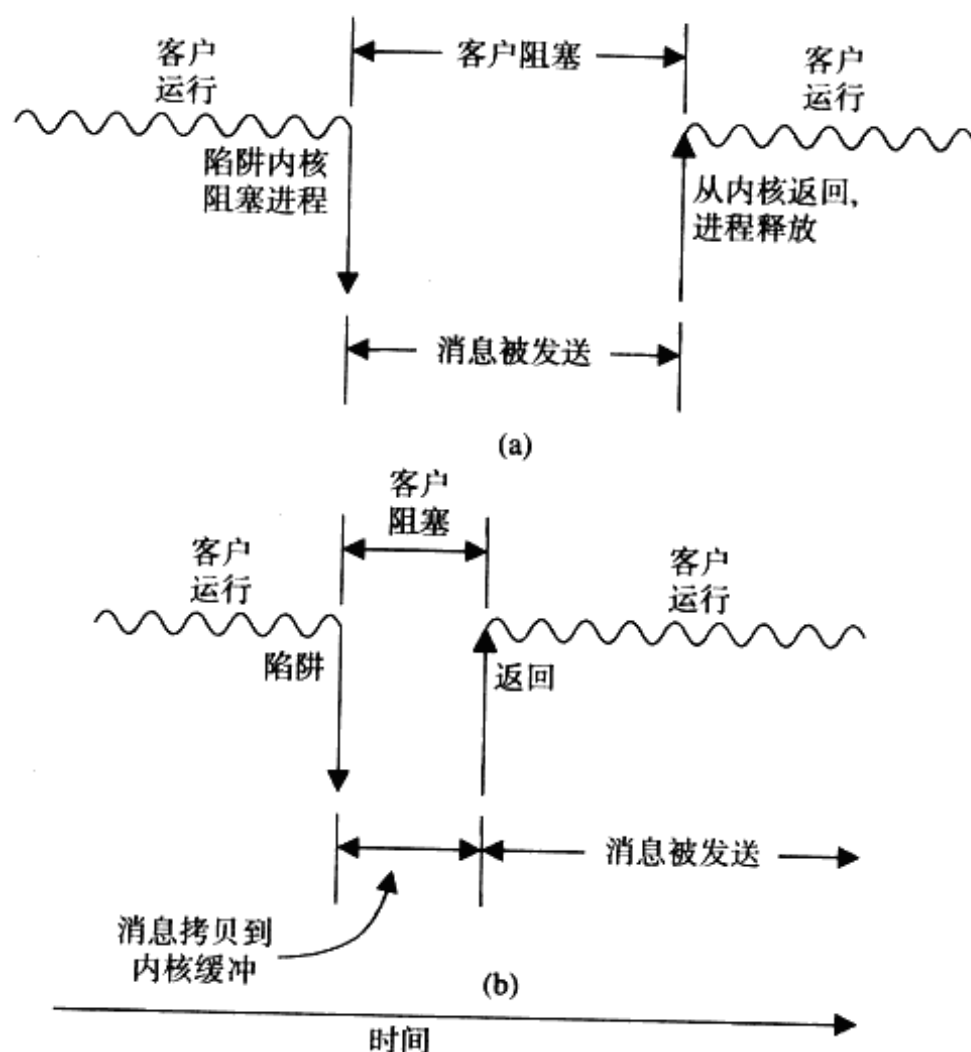 客户
运行
客户阻塞
客户
运行
陷阱内核
阻塞进程
从内核返回,
进程释放
消息被发送
(a)
客户
阻塞
客户
运行
客户
运行
陷阱
返回
消息被发送
消息拷贝到
内核缓冲
(b)
时间